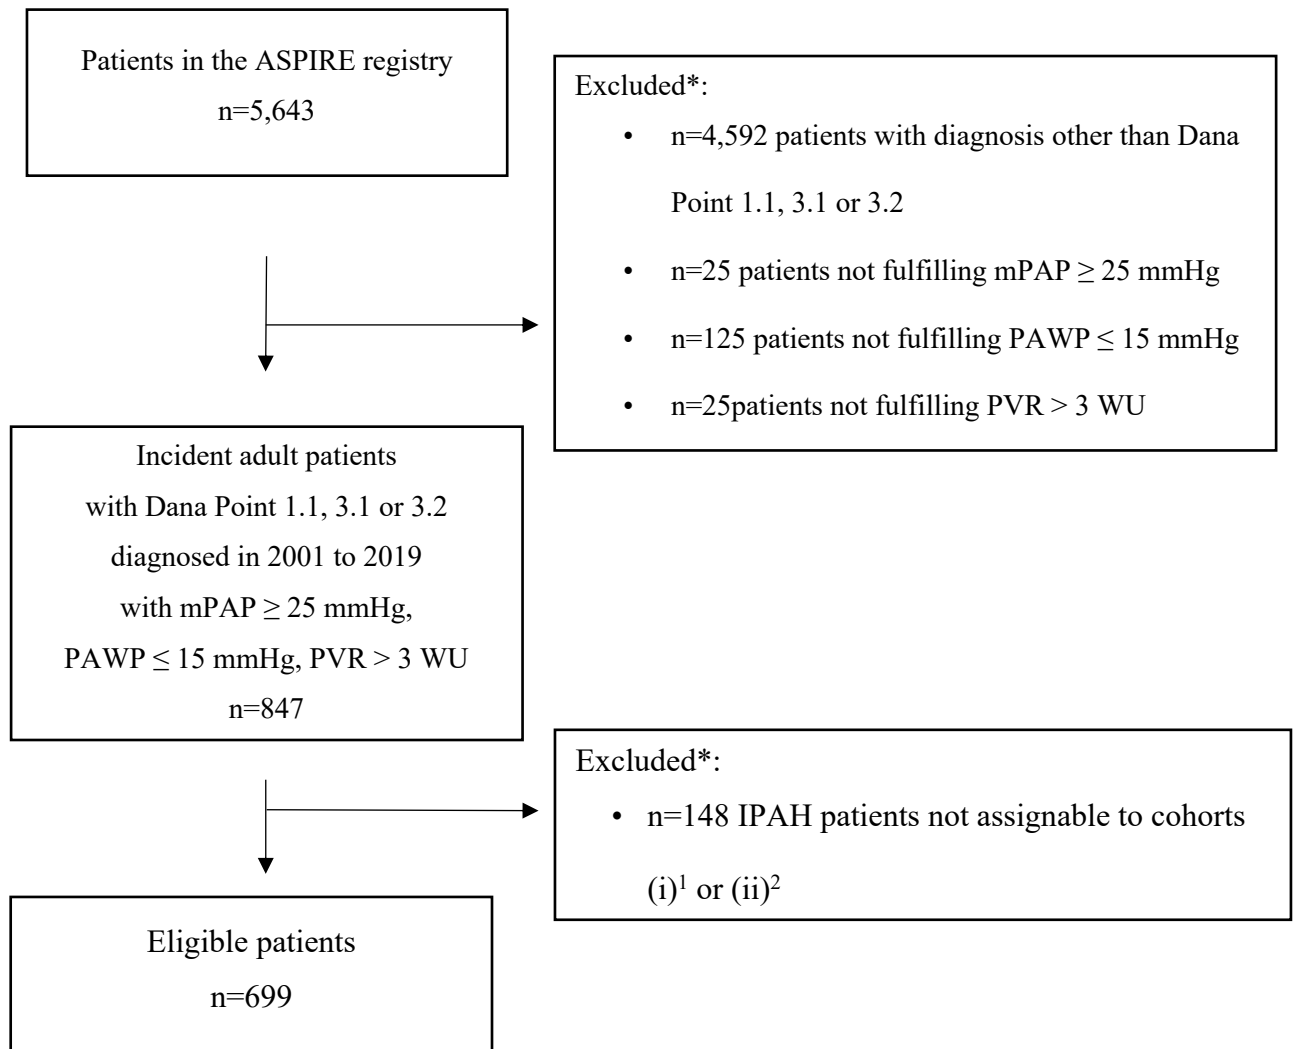 Patients in the ASPIRE registry
n=5,643
Excluded*:
• n=4,592 patients with diagnosis other than Dana
Point 1.1, 3.1 or 3.2
• n=25 patients not fulfilling mPAP ≥ 25 mmHg
• n=125 patients not fulfilling PAWP ≤ 15 mmHg
• n=25patients not fulfilling PVR > 3 WU
Incident adult patients
with Dana Point 1.1, 3.1 or 3.2
diagnosed in 2001 to 2019
with mPAP ≥ 25 mmHg,
PAWP ≤ 15 mmHg, PVR > 3 WU
n=847
Excluded*:
• n=148 IPAH patients not assignable to cohorts
(i)¹ or (ii)²
Eligible patients
n=699